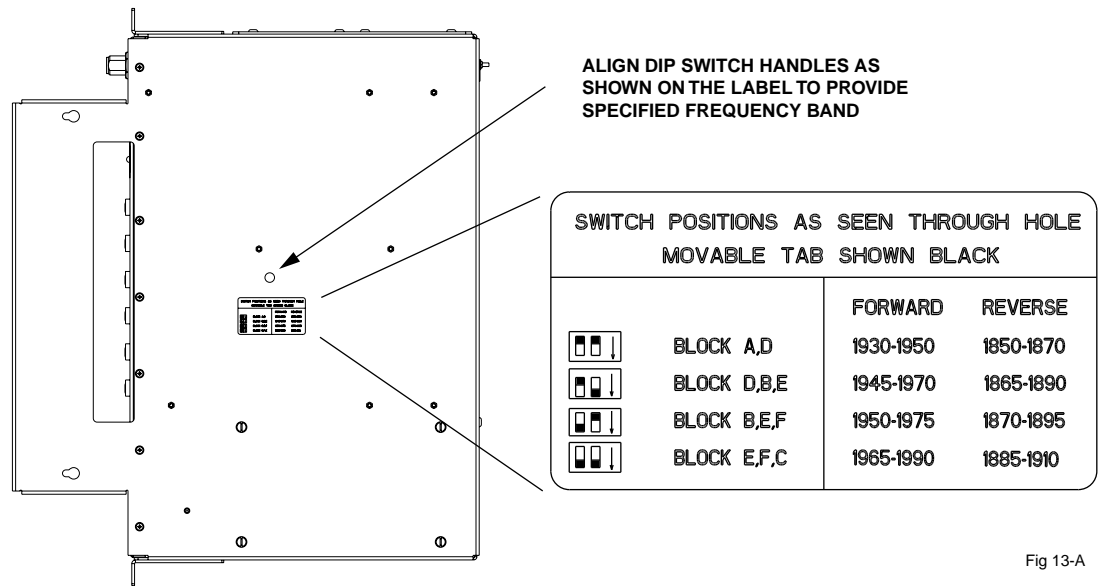 ALIGN DIP SWITCH HANDLES AS
SHOWN ON THE LABEL TO PROVIDE
SPECIFIED FREQUENCY BAND
SWITCH POSITIONS AS SEEN THROUGH HOLE
MOVABLE TAB SHOWN BLACK
FORWARD REVERSE
BLOCK A,D 1930-1950 1850-1870
BLOCK D,B,E 1945-1970 1865-1890
BLOCK B,E,F 1950-1975 1870-1895
BLOCK E,F,C 1965-1990 1885-1910
Fig 13-A